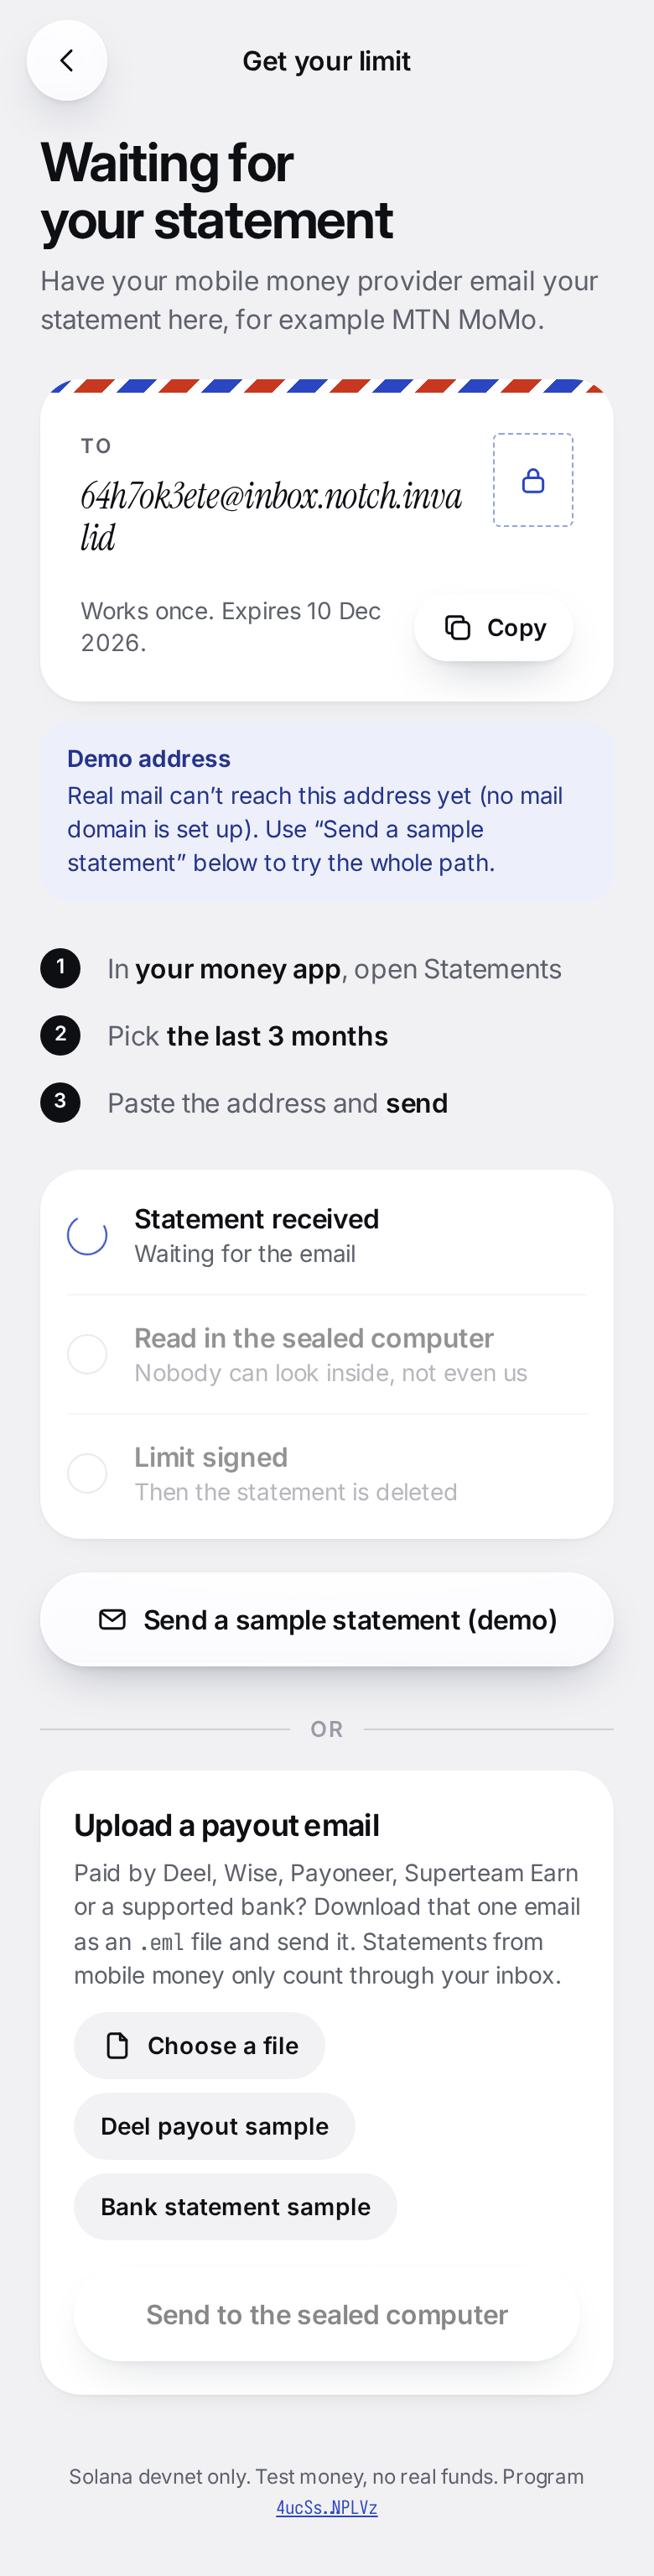 Get your limit
Waiting for
your statement
Have your mobile money provider email your
statement here, for example MTN MoMo.
TO
64h7ok3ete@inbox.notch.inva
lid
Works once. Expires 10 Dec
2026.
Copy
Demo address
Real mail can’t reach this address yet (no mail
domain is set up). Use “Send a sample
statement” below to try the whole path.
1 In your money app, open Statements
2 Pick the last 3 months
3 Paste the address and send
Statement received
Waiting for the email
Read in the sealed computer
Nobody can look inside, not even us
Limit signed
Then the statement is deleted
Send a sample statement (demo)
OR
Upload a payout email
Paid by Deel, Wise, Payoneer, Superteam Earn
or a supported bank? Download that one email
as an .eml file and send it. Statements from
mobile money only count through your inbox.
Choose a file
Deel payout sample
Bank statement sample
Send to the sealed computer
Solana devnet only. Test money, no real funds. Program
4ucSs…NPLVz